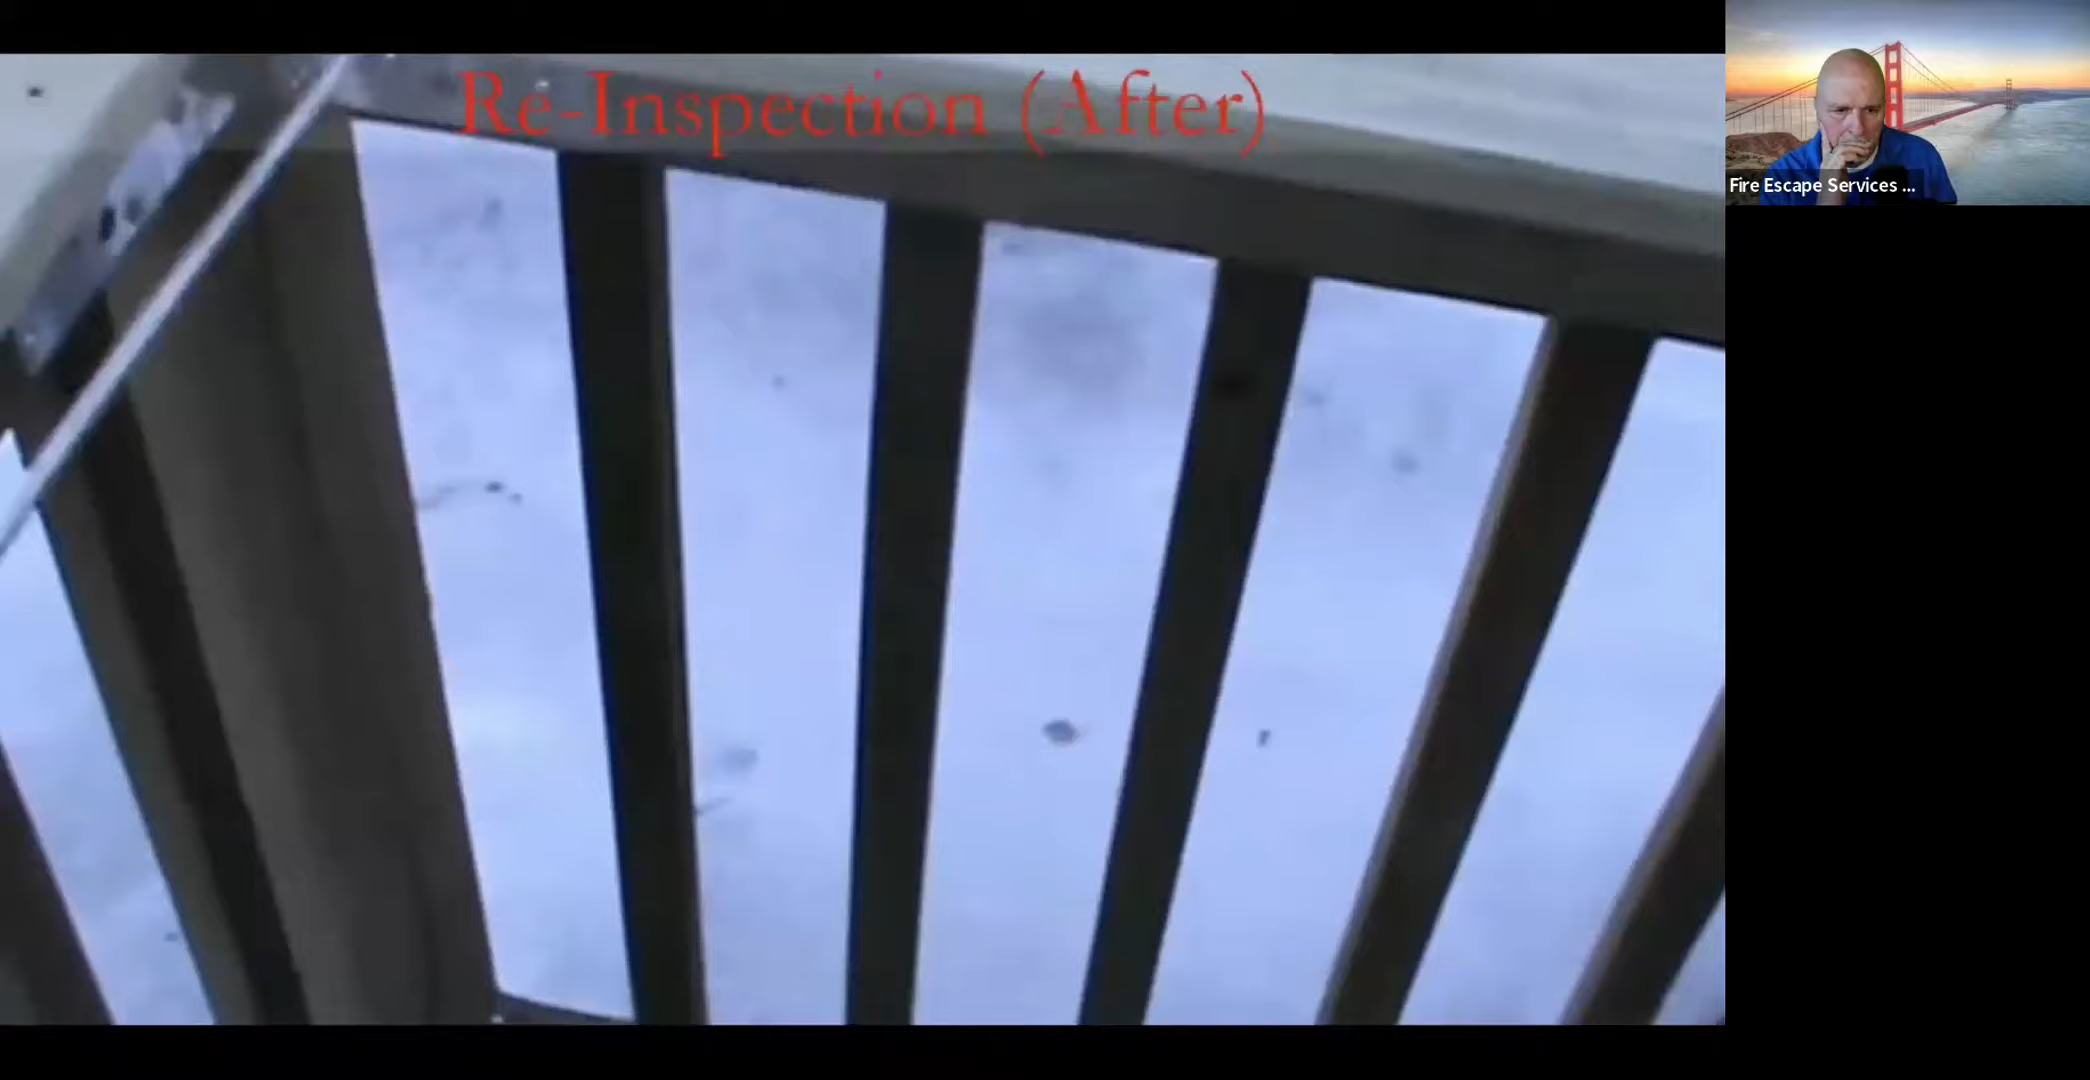 Re-Inspection (After)
Fire Escape Services ...